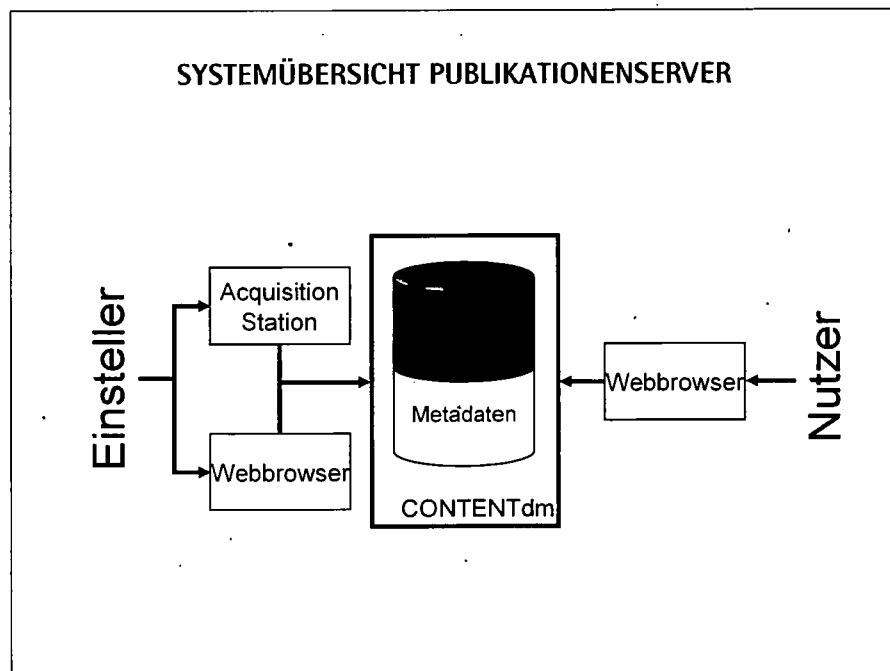 SYSTEMÜBERSICHT PUBLIKATIONENSERVER
Einsteller
Acquisition
Station
Webbrowser
Metadaten
CONTENTdm
Webbrowser
Nutzer